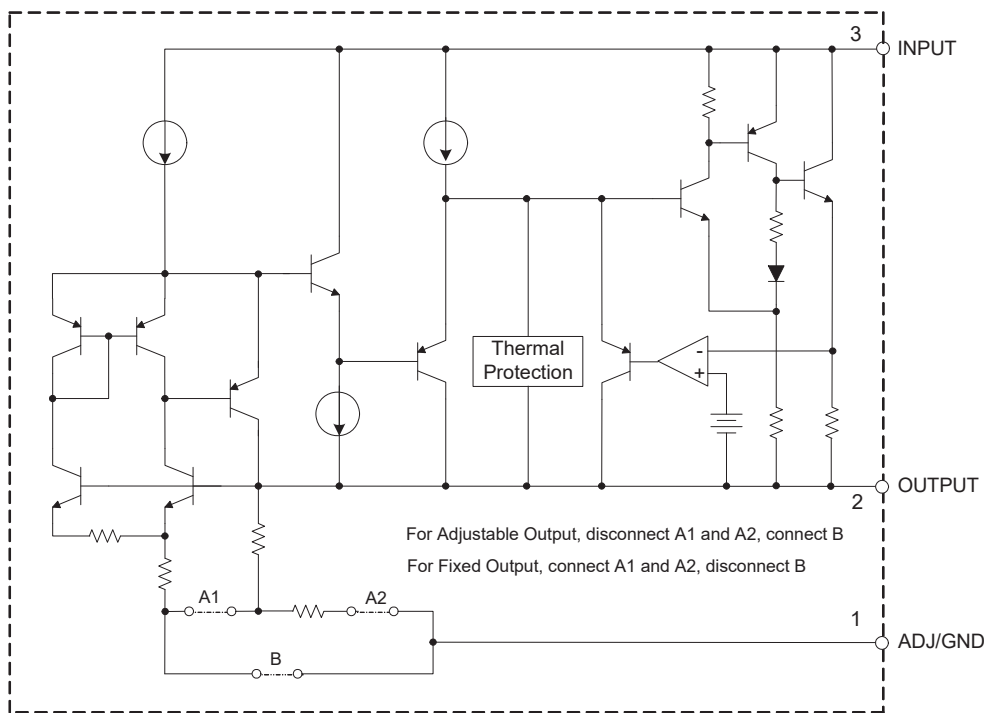 3
INPUT
Thermal
Protection
-
+
OUTPUT
2
For Adjustable Output, disconnect A1 and A2, connect B
For Fixed Output, connect A1 and A2, disconnect B
A1
A2
1
ADJ/GND
B